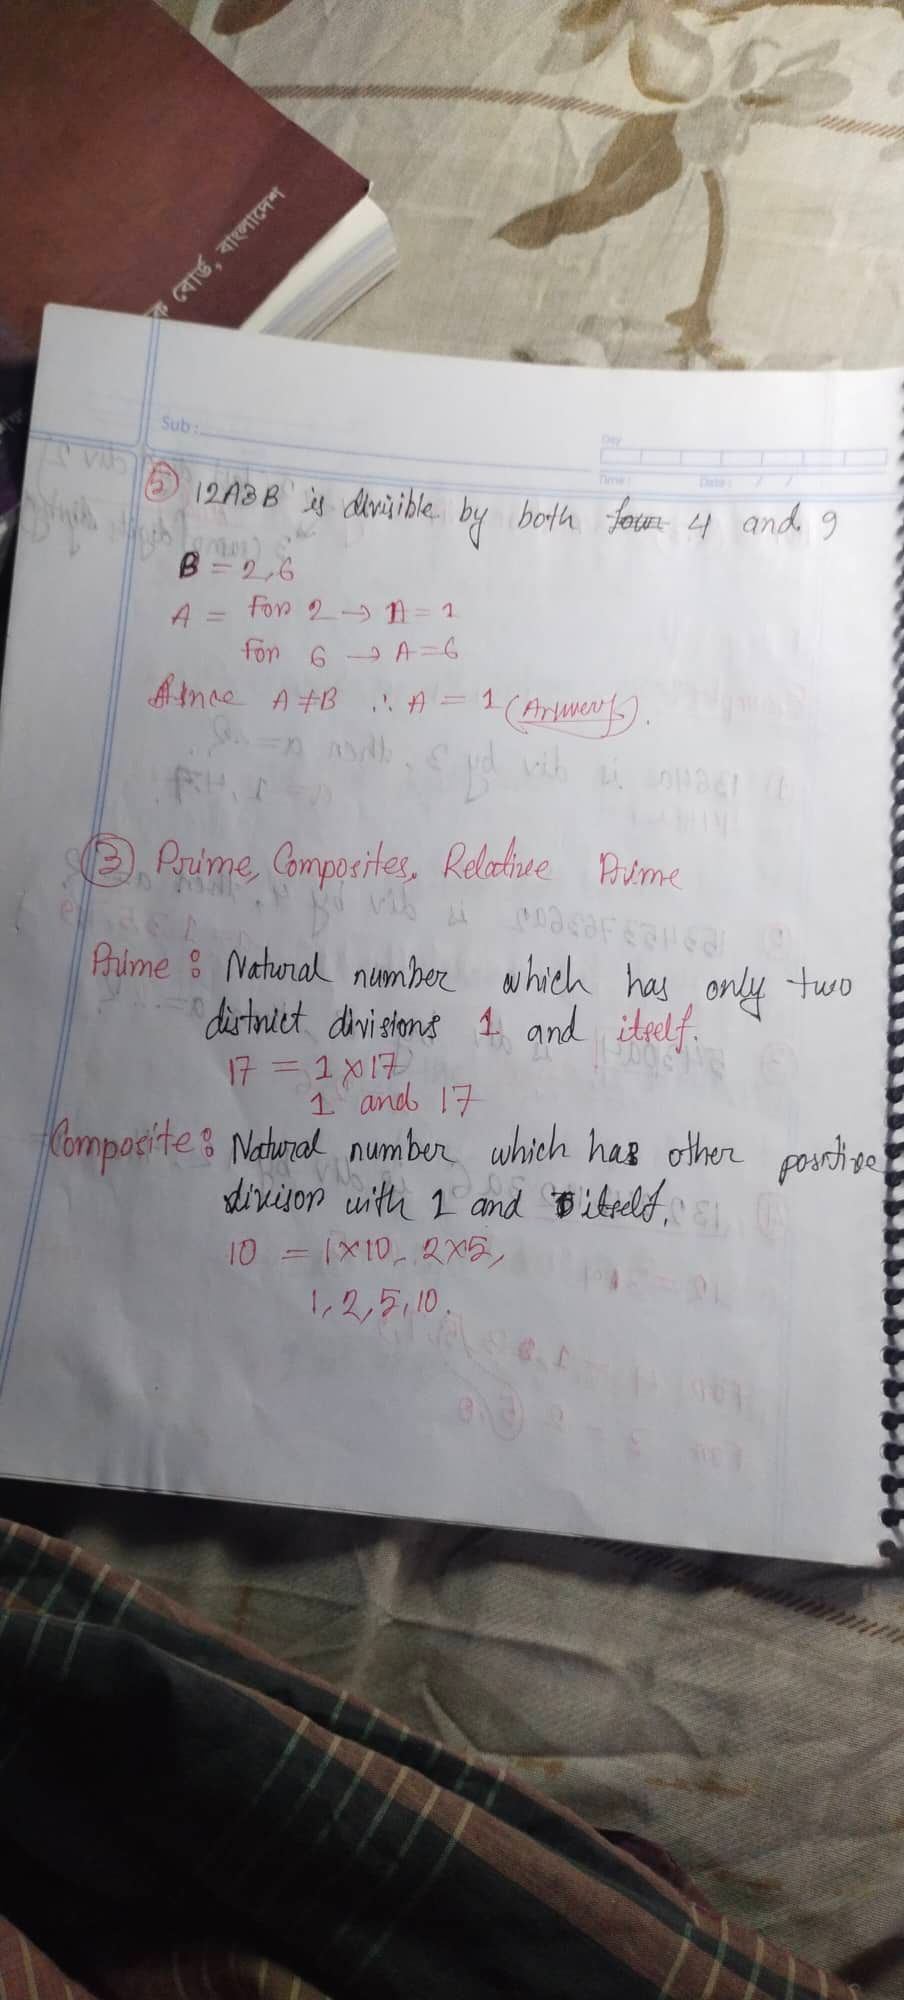 ক বোর্ড, বাংলাদেশ
Sub:
Day
Time: Date: / /
5 12A3B is divisible by both four 4 and 9
B = 2,6
A = For 2 → A = 1
For 6 → A = 6
Since A ≠ B ∴ A = 1 (Answer).
3 Prime, Composites, Relative Prime
Prime: Natural number which has only two
district divisions 1 and itself.
17 = 1 × 17
1 and 17
Composite: Natural number which has other positive
divisor with 1 and itself.
10 = 1×10, 2×5,
1, 2, 5, 10.